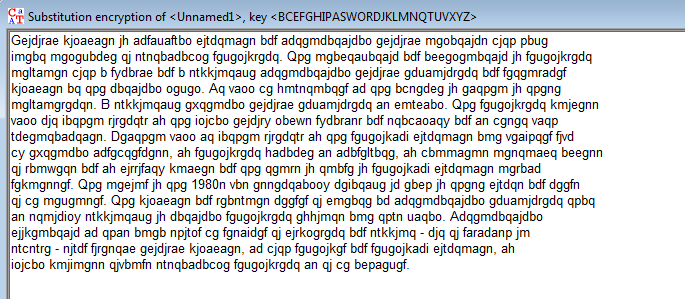 Substitution encryption of <Unnamed1>, key <BCEFGHIPASWORDJKLMNQTUVXYZ>
Gejdjrae kjoaeagn jh adfauaftbo ejtdqmagn bdf adqgmdbqajdbo gejdjrae mgobqajdn cjqp pbug
imgbq mgogubdeg qj ntnqbadbcog fgugojkrgdq. Qpg mgbeqaubqajd bdf beegogmbqajd jh fgugojkrgdq
mgltamgn cjqp b fydbrae bdf b ntkkjmqaug adqgmdbqajdbo gejdjrae gduamjdrgdq bdf fgqgmradgf
kjoaeagn bq qpg dbqajdbo ogugo. Aq vaoo cg hmtnqmbqgf ad qpg bcngdeg jh gaqpgm jh qpgng
mgltamgrgdqn. B ntkkjmqaug gxqgmdbo gejdjrae gduamjdrgdq an emteabo. Qpg fgugojkrgdq kmjegnn
vaoo djq ibqpgm rjrgdqtr ah qpg iojcbo gejdjry obewn fydbranr bdf nqbcaoaqy bdf an cgngq vaqp
tdegmqbadqagn. Dgaqpgm vaoo aq ibqpgm rjrgdqtr ah qpg fgugojkadi ejtdqmagn bmg vgaipqgf fjvd
cy gxqgmdbo adfgcqgfdgnn, ah fgugojkrgdq hadbdeg an adbfgltbqg, ah cbmmagmn mgnqmaeq beegnn
qj rbmwgqn bdf ah ejrrjfaqy kmaegn bdf qpg qgmrn jh qmbfg jh fgugojkadi ejtdqmagn mgrbad
fgkmgnngf. Qpg mgejmf jh qpg 1980n vbn gnngdqabooy dgibqaug jd gbep jh qpgng ejtdqn bdf dggfn
qj cg mgugmngf. Qpg kjoaeagn bdf rgbntmgn dggfgf qj emgbqg bd adqgmdbqajdbo gduamjdrgdq qpbq
an nqmjdioy ntkkjmqaug jh dbqajdbo fgugojkrgdq ghhjmqn bmg qptn uaqbo. Adqgmdbqajdbo
ejjkgmbqajd ad qpan bmgb npjtof cg fgnaidgf qj ejrkogrgdq bdf ntkkjmq - djq qj faradanp jm
ntcntrg - njtdf fjrgnqae gejdjrae kjoaeagn, ad cjqp fgugojkgf bdf fgugojkadi ejtdqmagn, ah
iojcbo kmjimgnn qjvbmfn ntnqbadbcog fgugojkrgdq an qj cg bepagugf.